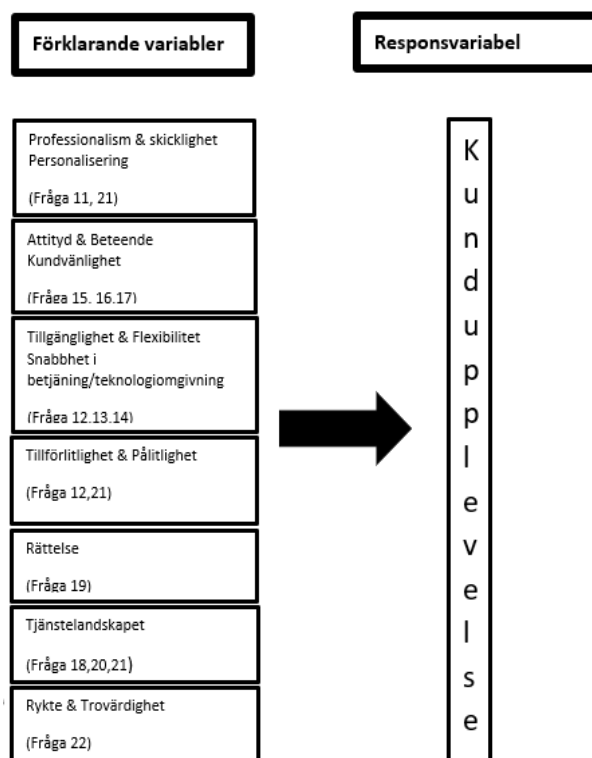 Förklarande variabler
Responsvariabel
Professionalism & skicklighet
Personalisering
(Fråga 11, 21)
Attityd & Beteende
Kundvänlighet
(Fråga 15. 16.17)
Tillgänglighet & Flexibilitet
Snabbhet i
betjäning/teknologiomgivning
(Fråga 12.13.14)
Tillförlitlighet & Pålitlighet
(Fråga 12,21)
Rättelse
(Fråga 19)
Tjänstelandskapet
(Fråga 18,20,21)
Rykte & Trovärdighet
(Fråga 22)
K
u
n
d
u
p
p
l
e
v
e
l
s
e